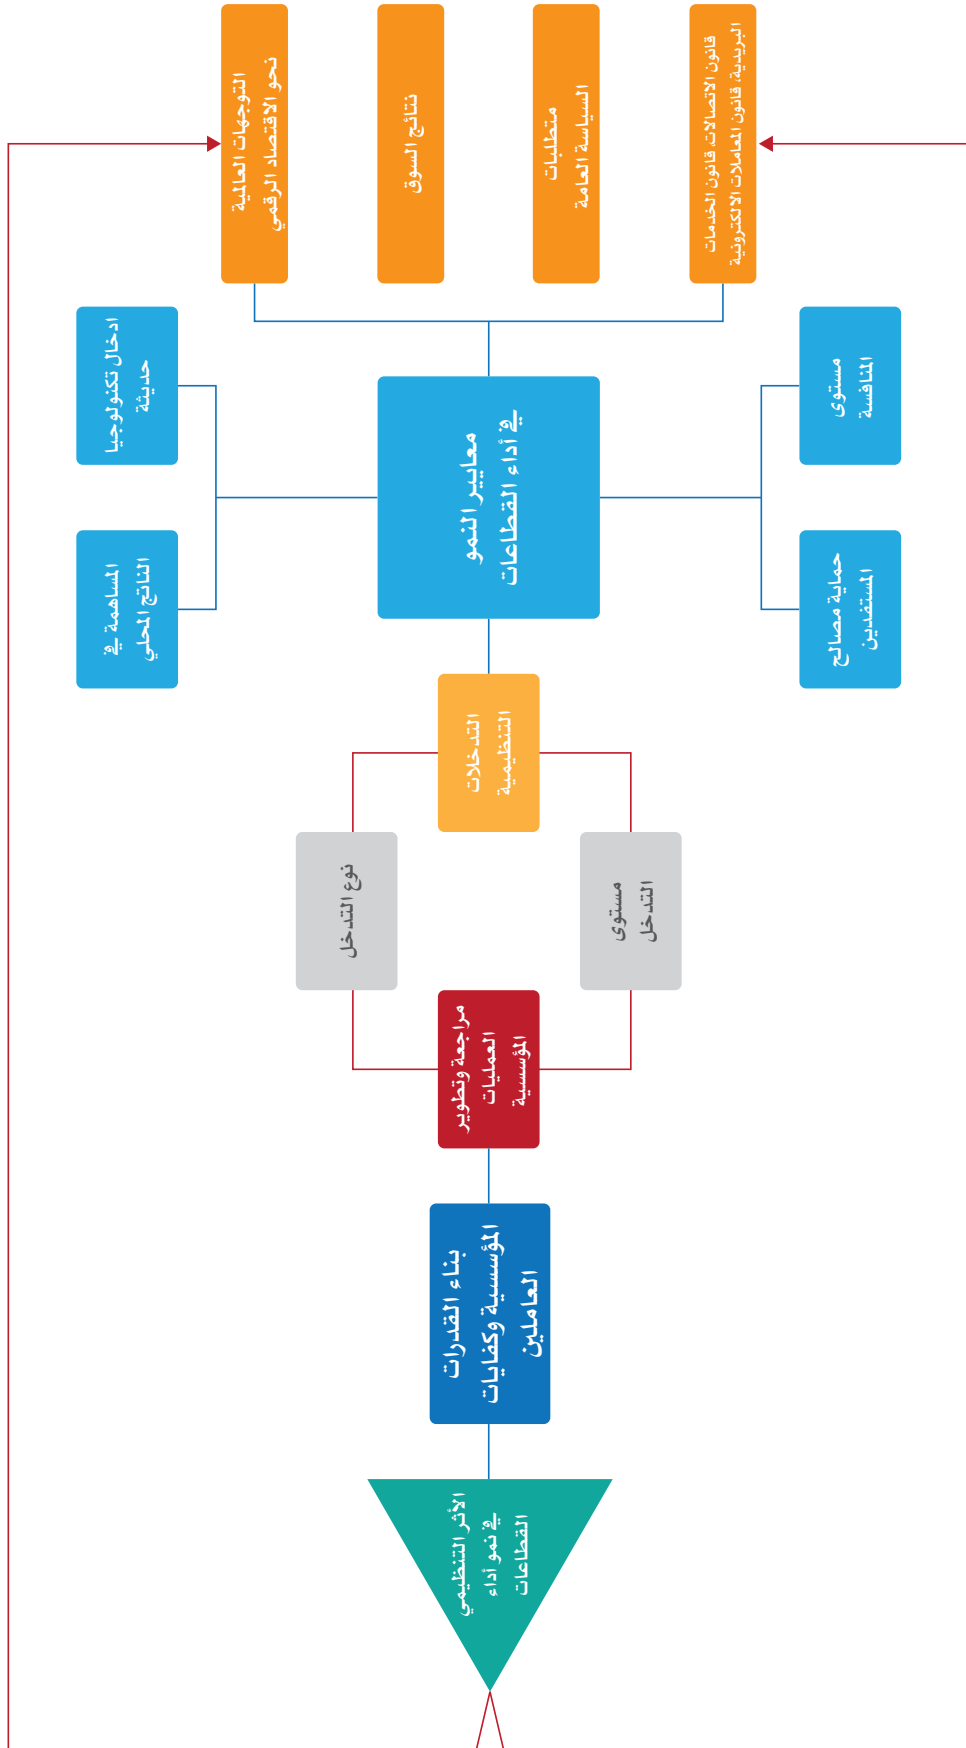 التوجهات العالمية
نحو الاقتصاد الرقمي
نتائج السوق
متطلبات
السياسة العامة
قانون الاتصالات، قانون الخدمات
البريدية، قانون المعاملات الالكترونية
ادخال تكنولوجيا
حديثة
المساهمة في
الناتج المحلي
معايير النمو
في أداء القطاعات
مستوى
المنافسة
حماية مصالح
المستفدين
التدخلات
التنظيمية
نوع التدخل
مستوى
التدخل
مراجعة وتطوير
العمليات
المؤسسية
بناء القدرات
المؤسسية وكفايات
العاملين
الأثر التنظيمي
في نمو أداء
القطاعات